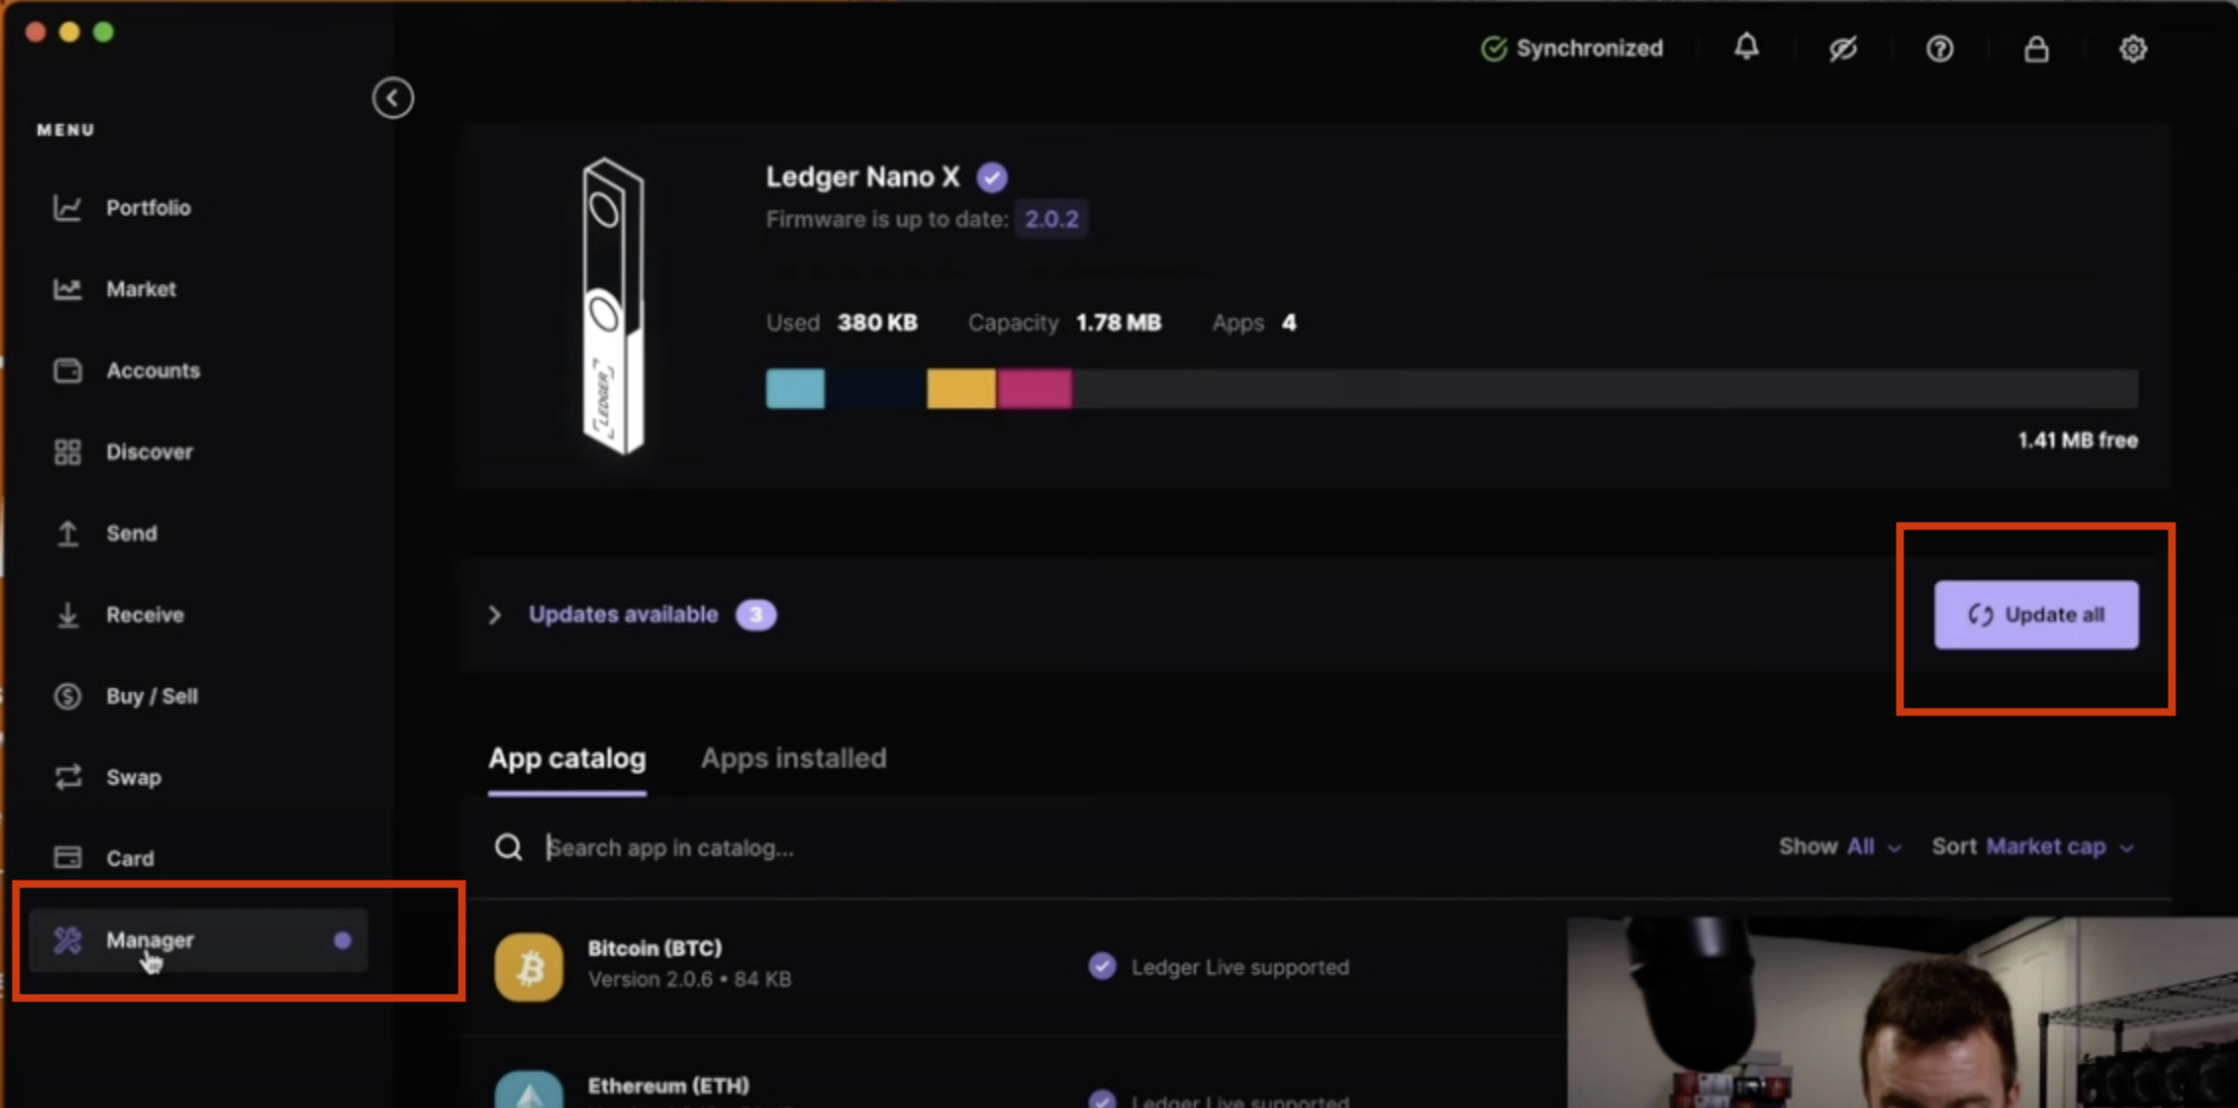 Synchronized
MENU
Portfolio
Market
Accounts
Discover
Send
Receive
Buy / Sell
Swap
Card
Manager
LEDGER
Ledger Nano X
Firmware is up to date: 2.0.2
Used 380 KB Capacity 1.78 MB Apps 4
1.41 MB free
Updates available 3
Update all
App catalog Apps installed
Search app in catalog...
Show All Sort Market cap
Bitcoin (BTC)
Version 2.0.6 • 84 KB
Ledger Live supported
Ethereum (ETH)
Ledger Live supported